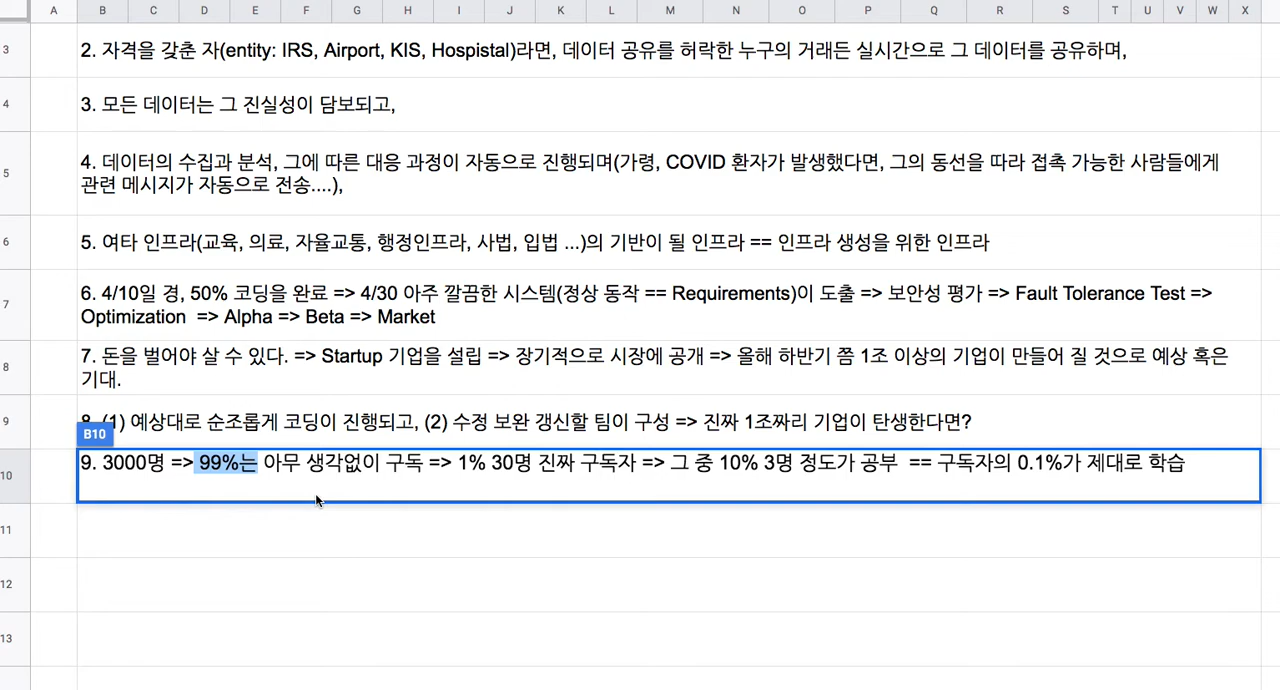 A B C D E F G H I J K L M N O P Q R S T U V W X
3 2. 자격을 갖춘 자(entity: IRS, Airport, KIS, Hospistal)라면, 데이터 공유를 허락한 누구의 거래든 실시간으로 그 데이터를 공유하며,
4 3. 모든 데이터는 그 진실성이 담보되고,
5 4. 데이터의 수집과 분석, 그에 따른 대응 과정이 자동으로 진행되며(가령, COVID 환자가 발생했다면, 그의 동선을 따라 접촉 가능한 사람들에게
관련 메시지가 자동으로 전송....),
6 5. 여타 인프라(교육, 의료, 자율교통, 행정인프라, 사법, 입법 ...)의 기반이 될 인프라 == 인프라 생성을 위한 인프라
7 6. 4/10일 경, 50% 코딩을 완료 => 4/30 아주 깔끔한 시스템(정상 동작 == Requirements)이 도출 => 보안성 평가 => Fault Tolerance Test =>
Optimization => Alpha => Beta => Market
8 7. 돈을 벌어야 살 수 있다. => Startup 기업을 설립 => 장기적으로 시장에 공개 => 올해 하반기 쯤 1조 이상의 기업이 만들어 질 것으로 예상 혹은
기대.
9 8. (1) 예상대로 순조롭게 코딩이 진행되고, (2) 수정 보완 갱신할 팀이 구성 => 진짜 1조짜리 기업이 탄생한다면?
B10
10 9. 3000명 => 99%는 아무 생각없이 구독 => 1% 30명 진짜 구독자 => 그 중 10% 3명 정도가 공부 == 구독자의 0.1%가 제대로 학습
11
12
13